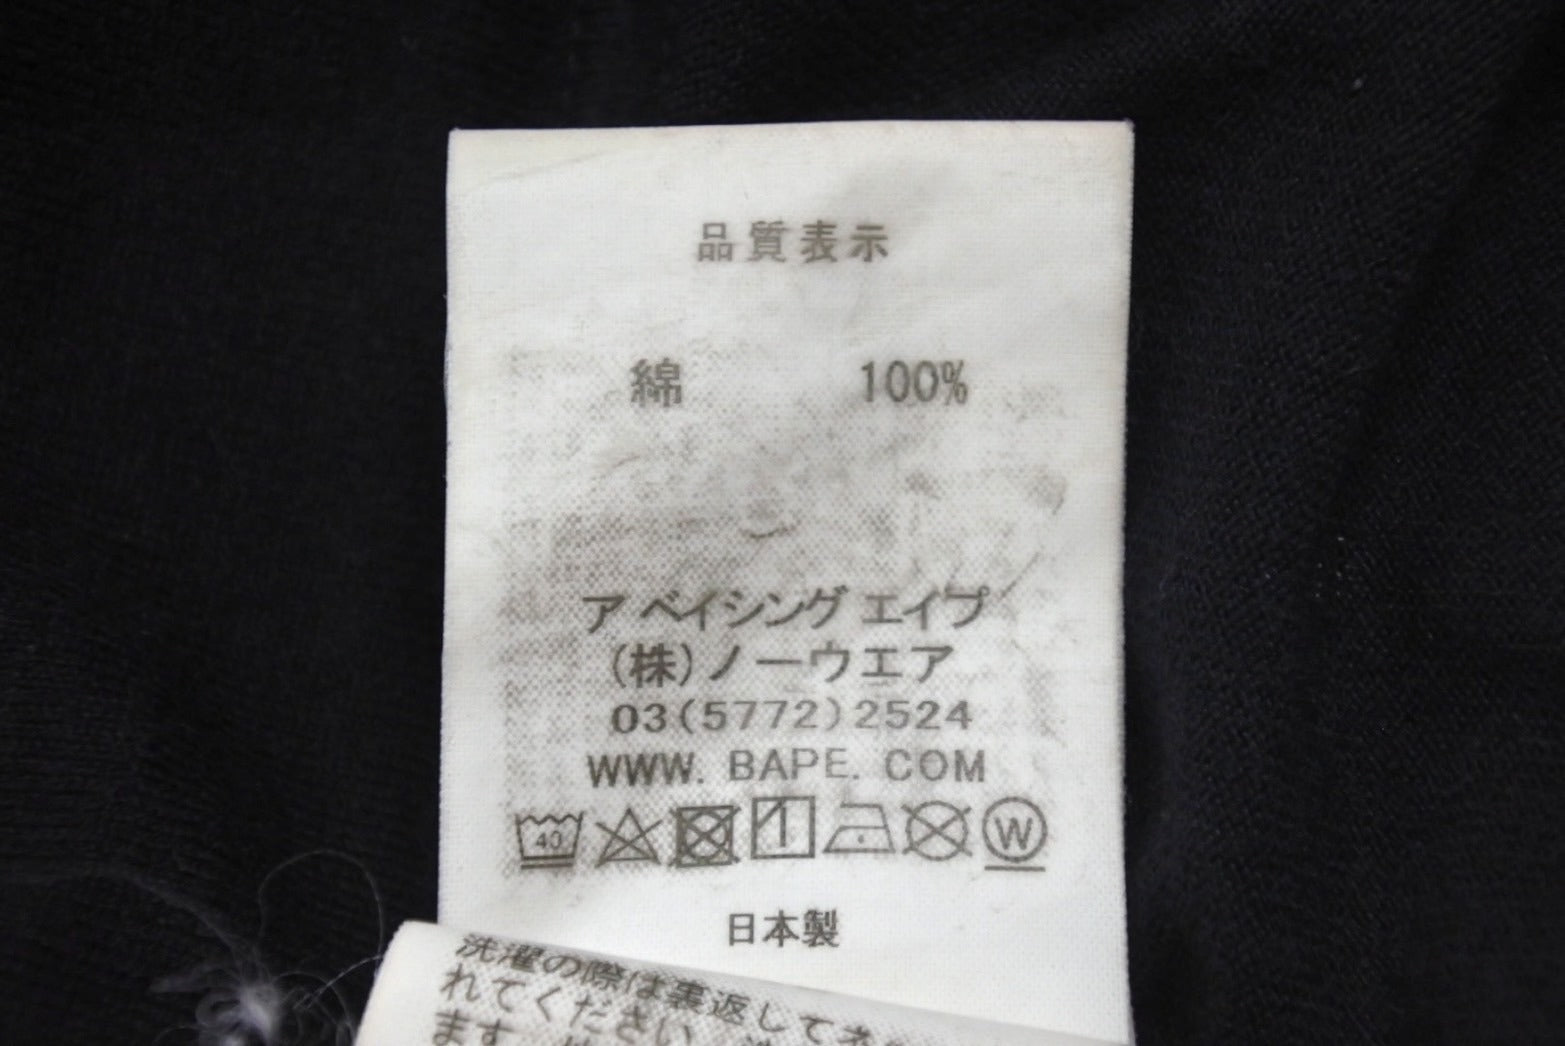 品質表示
綿 100%
ア ベイシング エイプ
(株)ノーウエア
03(5772)2524
WWW. BAPE. COM
40 W
日本製
洗濯の際は裏返してネ
れてください
ます